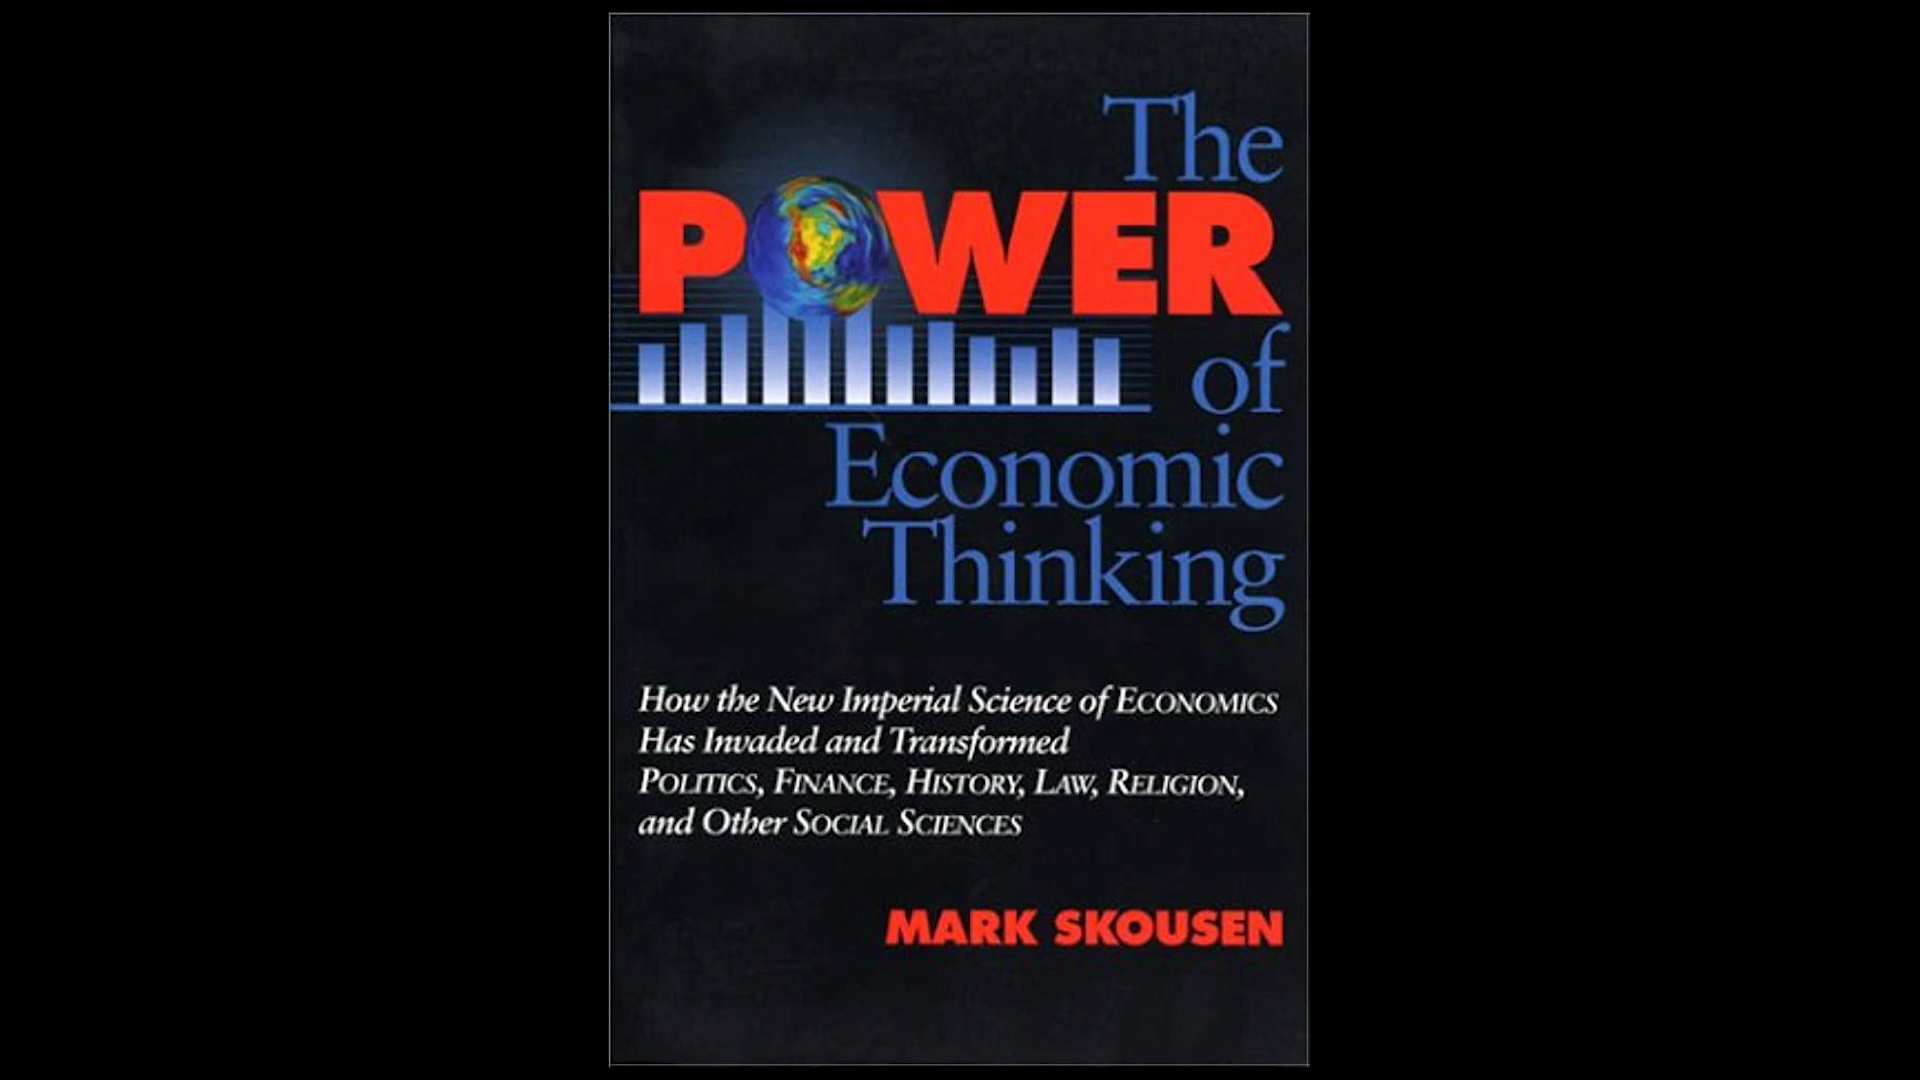 The
POWER
of
Economic
Thinking
How the New Imperial Science of ECONOMICS
Has Invaded and Transformed
POLITICS, FINANCE, HISTORY, LAW, RELIGION,
and Other SOCIAL SCIENCES
MARK SKOUSEN